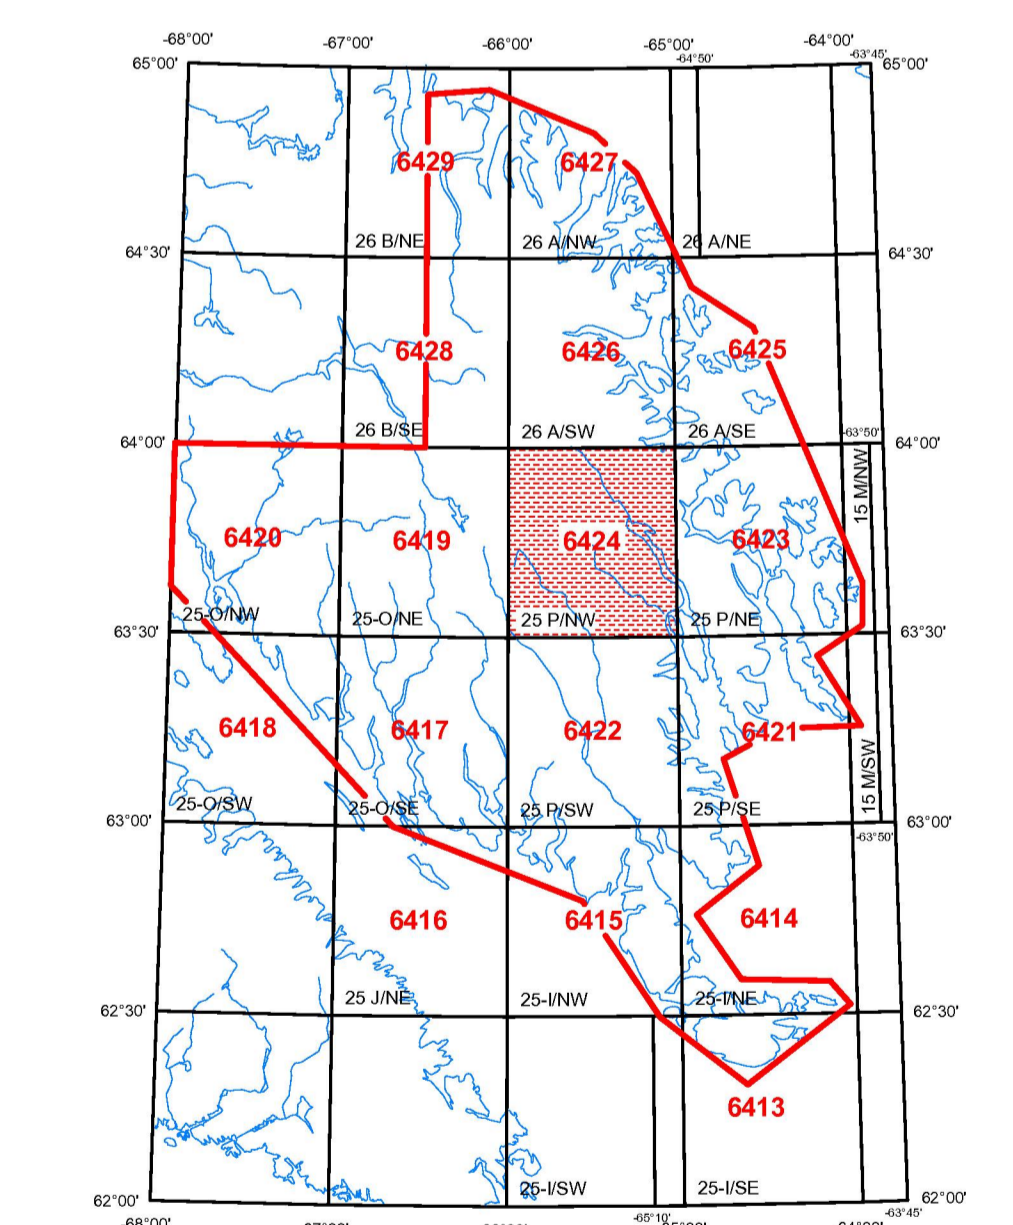 -68°00' -67°00' -66°00' -65°00' -64°00'
-64°50' -63°45'
65°00' 65°00'
6429 6427
26 B/NE 26 A/NW 26 A/NE
64°30' 64°30'
6428 6426 6425
26 B/SE 26 A/SW 26 A/SE -63°50'
64°00' 64°00'
15 M/NW
6420 6419 6424 6423
25-O/NW 25-O/NE 25 P/NW 25 P/NE
63°30' 63°30'
6418 6417 6422 6421
15 M/SW
25-O/SW 25-O/SE 25 P/SW 25 P/SE
63°00' 63°00'
-63°50'
6416 6415 6414
25 J/NE 25-I/NW 25-I/NE
62°30' 62°30'
6413
25-I/SW 25-I/SE
62°00' 62°00'
-65°10' -63°45'
-68°00'